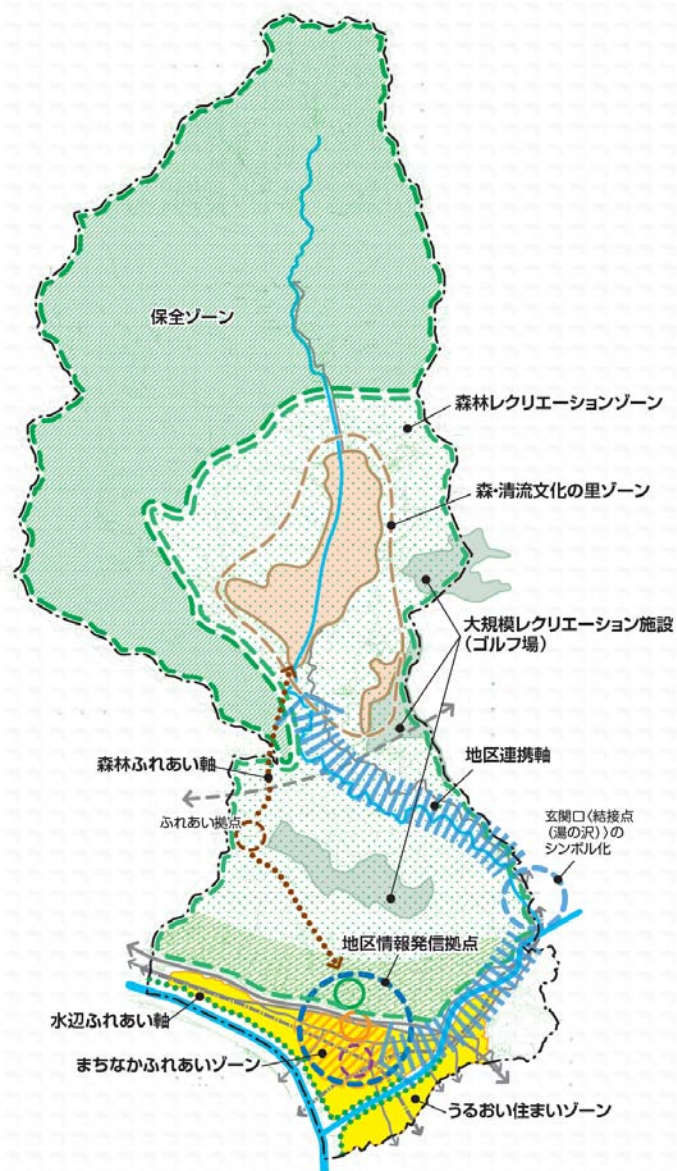 保全ゾーン
森林レクリエーションゾーン
森・清流文化の里ゾーン
大規模レクリエーション施設
(ゴルフ場)
地区連携軸
森林ふれあい軸
ふれあい拠点
玄関口〈結接点
(湯の沢)〉の
シンボル化
地区情報発信拠点
水辺ふれあい軸
まちなかふれあいゾーン
うるおい住まいゾーン